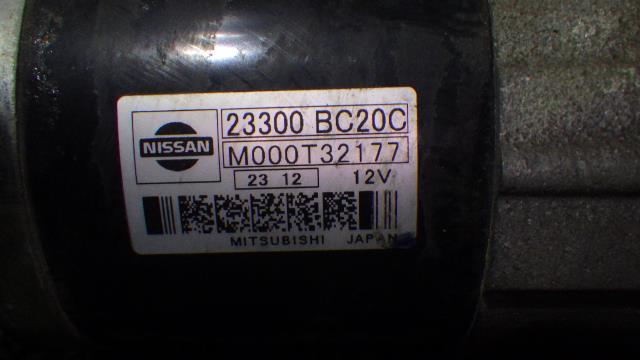 NISSAN
23300 BC20C
M000T32177
23 12 12V
MITSUBISHI JAPAN